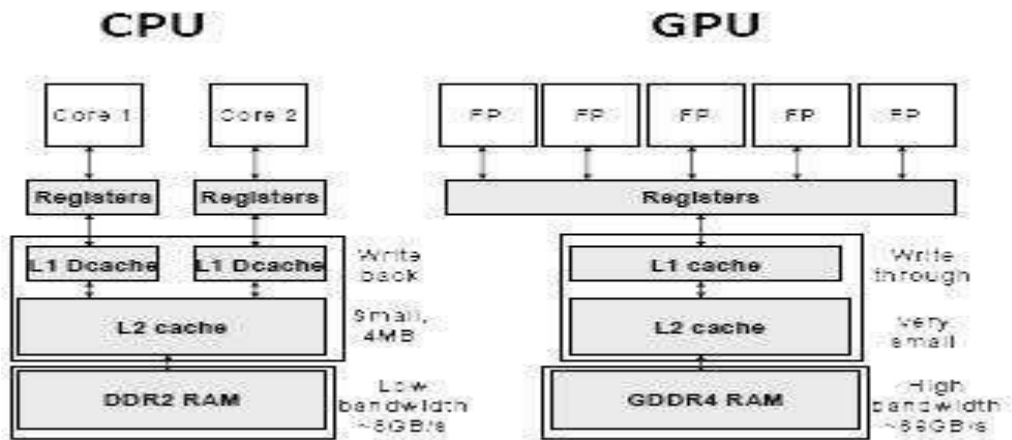 CPU
GPU
Core 1
Core 2
FP
FP
FP
FP
FP
Registers
Registers
Registers
L1 Dcache
L1 Dcache
Write
back
L1 cache
Write
through
L2 cache
Small,
4MB
L2 cache
very
small
DDR2 RAM
Low
bandwidth
GDDR4 RAM
High
bandwidth